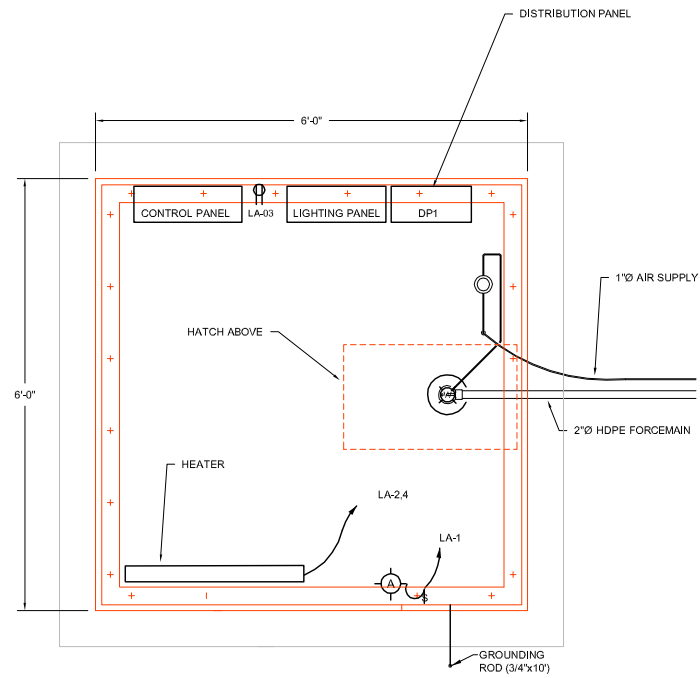 DISTRIBUTION PANEL
6'-0"
CONTROL PANEL
LA-03
LIGHTING PANEL
DP1
1"Ø AIR SUPPLY
HATCH ABOVE
6'-0"
2"Ø HDPE FORCEMAIN
HEATER
LA-2,4
LA-1
A
$
GROUNDING
ROD (3/4"x10')